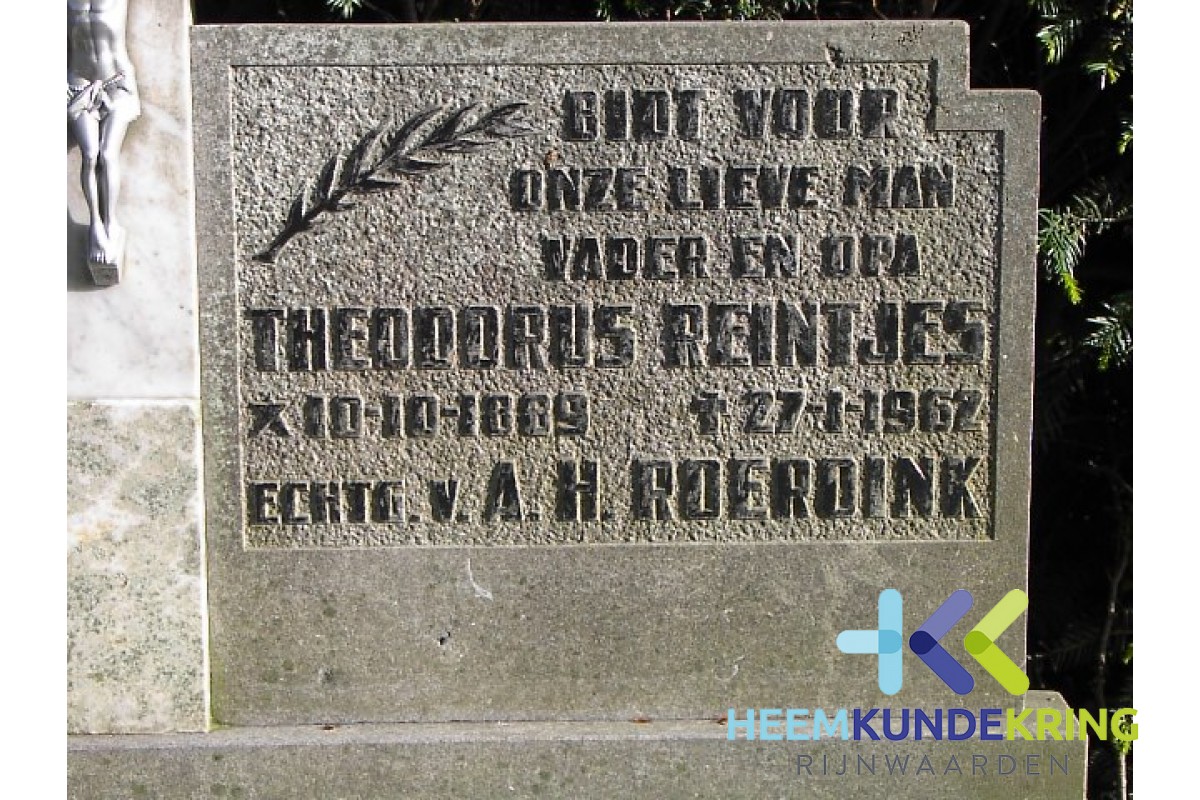 BIDT VOOR
ONZE LIEVE MAN
VADER EN OPA
THEODORUS REINTJES
x 10-10-1889 † 27-1-1962
ECHTG. V. A. H. ROERDINK
HEEMKUNDEKRING
RIJNWAARDEN